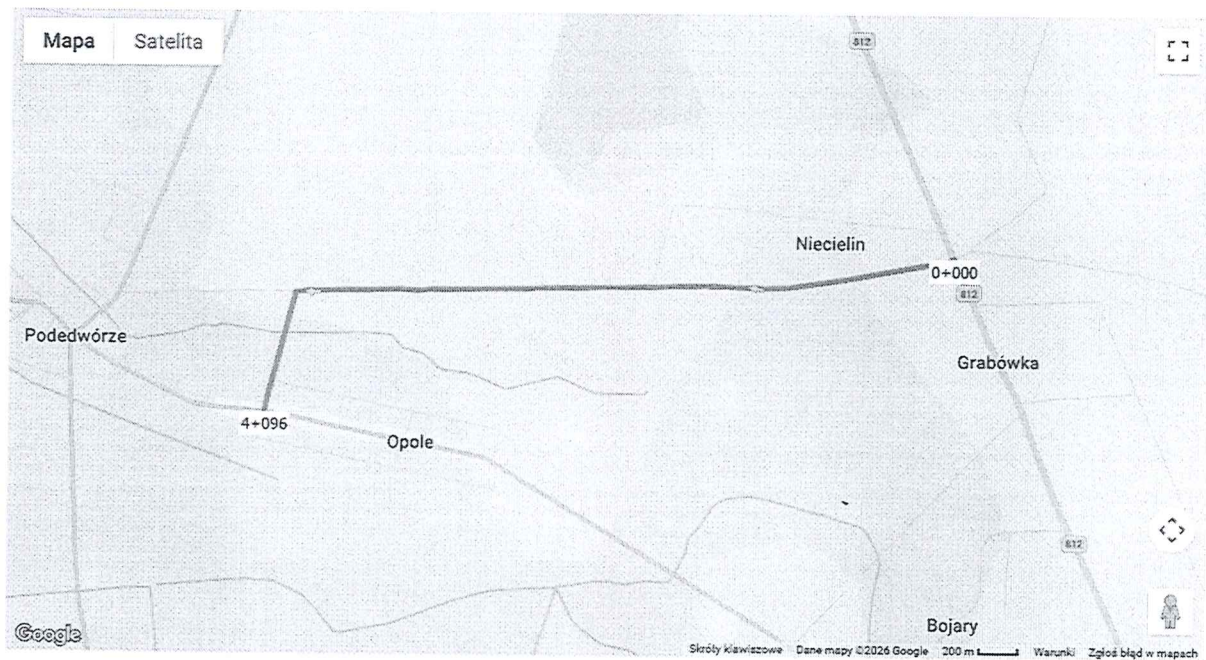 Mapa Satelita
812
Niecielin
0+000
812
Podedwórze
Grabówka
4+096
Opole
812
Bojary
Google
Skróty klawiszowe Dane mapy ©2026 Google 200 m Warunki Zgłoś błąd w mapach